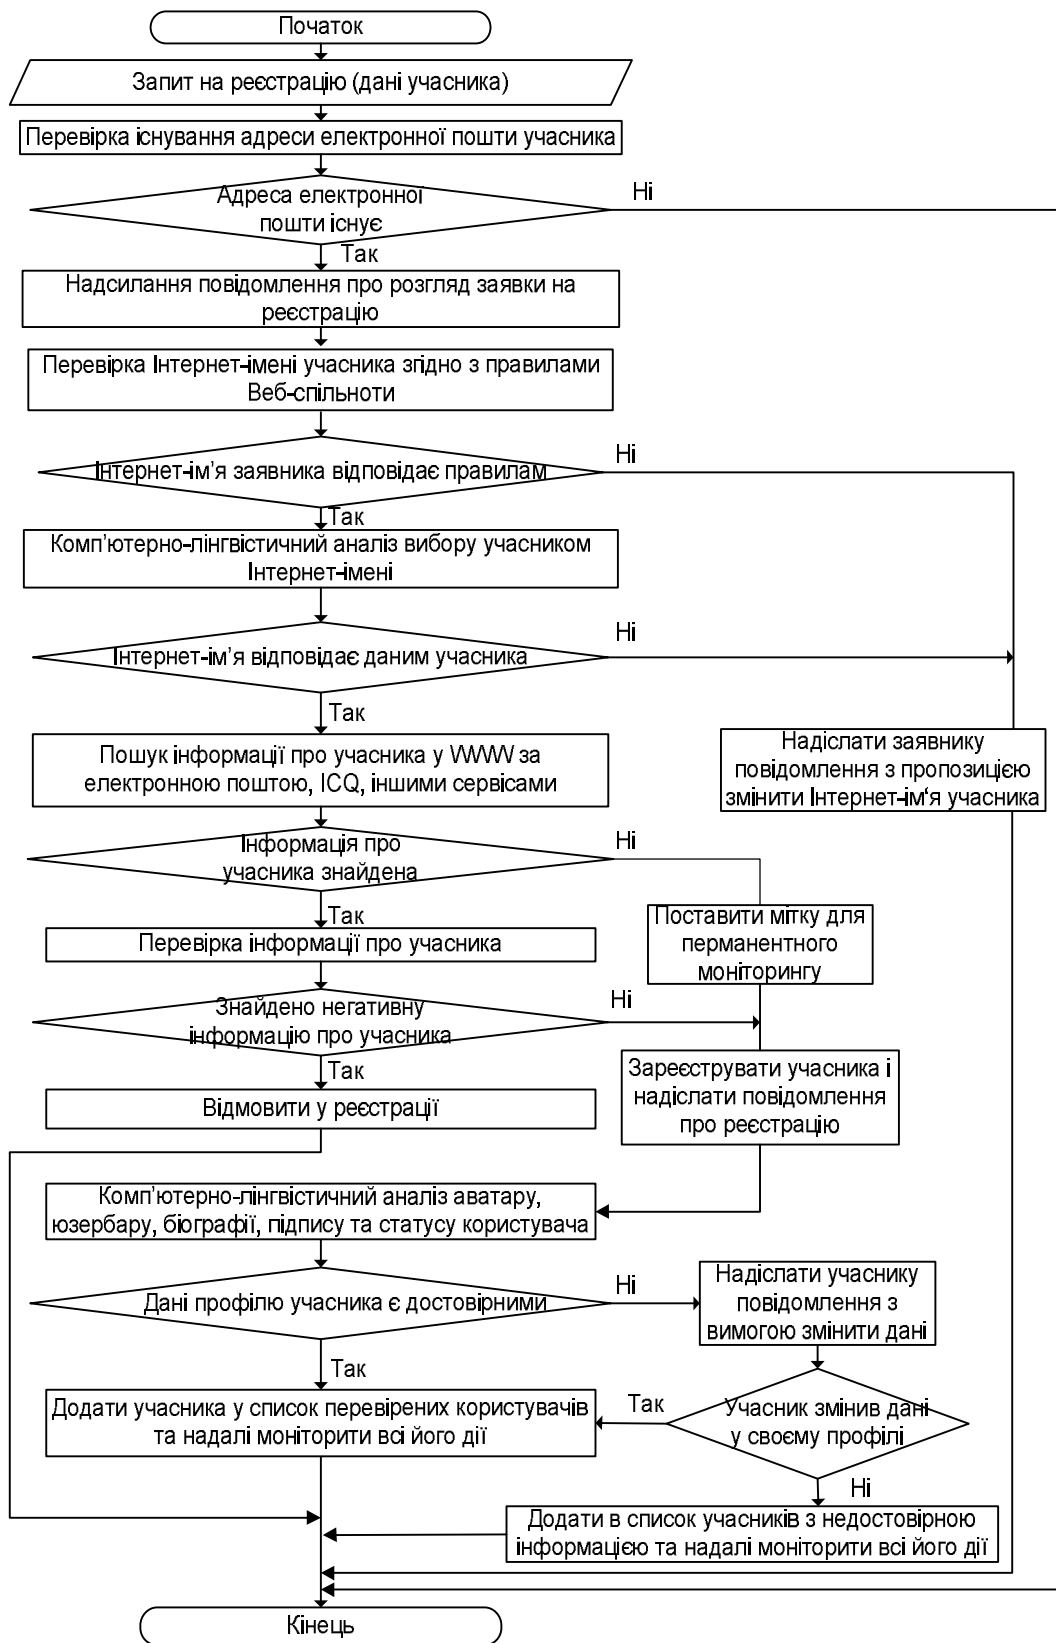 Початок
Запит на реєстрацію (дані учасника)
Перевірка існування адреси електронної пошти учасника
Адреса електронної
пошти існує
Ні
Так
Надсилання повідомлення про розгляд заявки на
реєстрацію
Перевірка Інтернет-імені учасника згідно з правилами
Веб-спільноти
Інтернет-ім’я заявника відповідає правилам
Ні
Так
Комп’ютерно-лінгвістичний аналіз вибору учасником
Інтернет-імені
Інтернет-ім’я відповідає даним учасника
Ні
Так
Пошук інформації про учасника у WWW за
електронною поштою, ICQ, іншими сервісами
Надіслати заявнику
повідомлення з пропозицією
змінити Інтернет-ім‘я учасника
Інформація про
учасника знайдена
Ні
Так
Поставити мітку для
перманентного
моніторингу
Перевірка інформації про учасника
Знайдено негативну
інформацію про учасника
Ні
Так
Відмовити у реєстрації
Зареєструвати учасника і
надіслати повідомлення
про реєстрацію
Комп’ютерно-лінгвістичний аналіз аватару,
юзербару, біографії, підпису та статусу користувача
Дані профілю учасника є достовірними
Ні
Надіслати учаснику
повідомлення з
вимогою змінити дані
Так
Додати учасника у список перевірених користувачів
та надалі моніторити всі його дії
Так
Учасник змінив дані
у своєму профілі
Ні
Додати в список учасників з недостовірною
інформацією та надалі моніторити всі його дії
Кінець